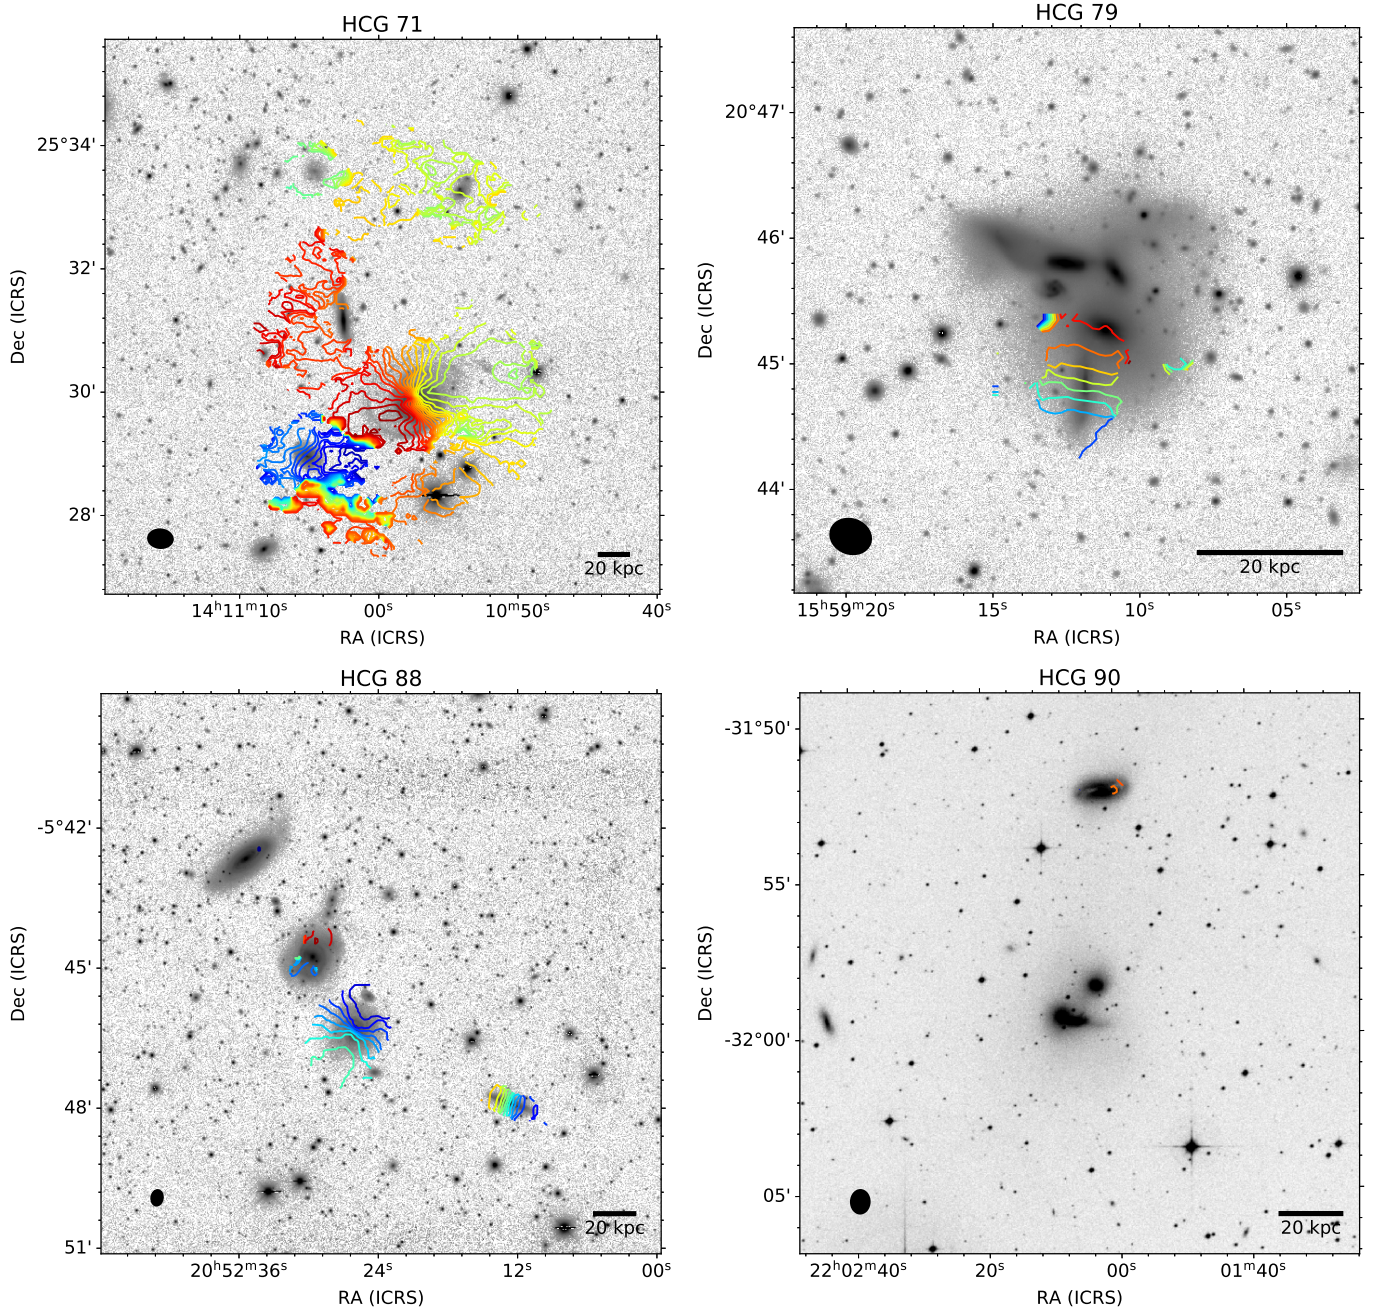 HCG 71
25°34'
32'
30'
28'
Dec (ICRS)
20 kpc
14ʰ11ᵐ10ˢ
00ˢ
10ᵐ50ˢ
40ˢ
RA (ICRS)
HCG 79
20°47'
46'
45'
44'
Dec (ICRS)
20 kpc
15ʰ59ᵐ20ˢ
15ˢ
10ˢ
05ˢ
RA (ICRS)
HCG 88
-5°42'
45'
48'
51'
Dec (ICRS)
20 kpc
20ʰ52ᵐ36ˢ
24ˢ
12ˢ
00ˢ
RA (ICRS)
HCG 90
-31°50'
55'
-32°00'
05'
Dec (ICRS)
20 kpc
22ʰ02ᵐ40ˢ
20ˢ
00ˢ
01ᵐ40ˢ
RA (ICRS)